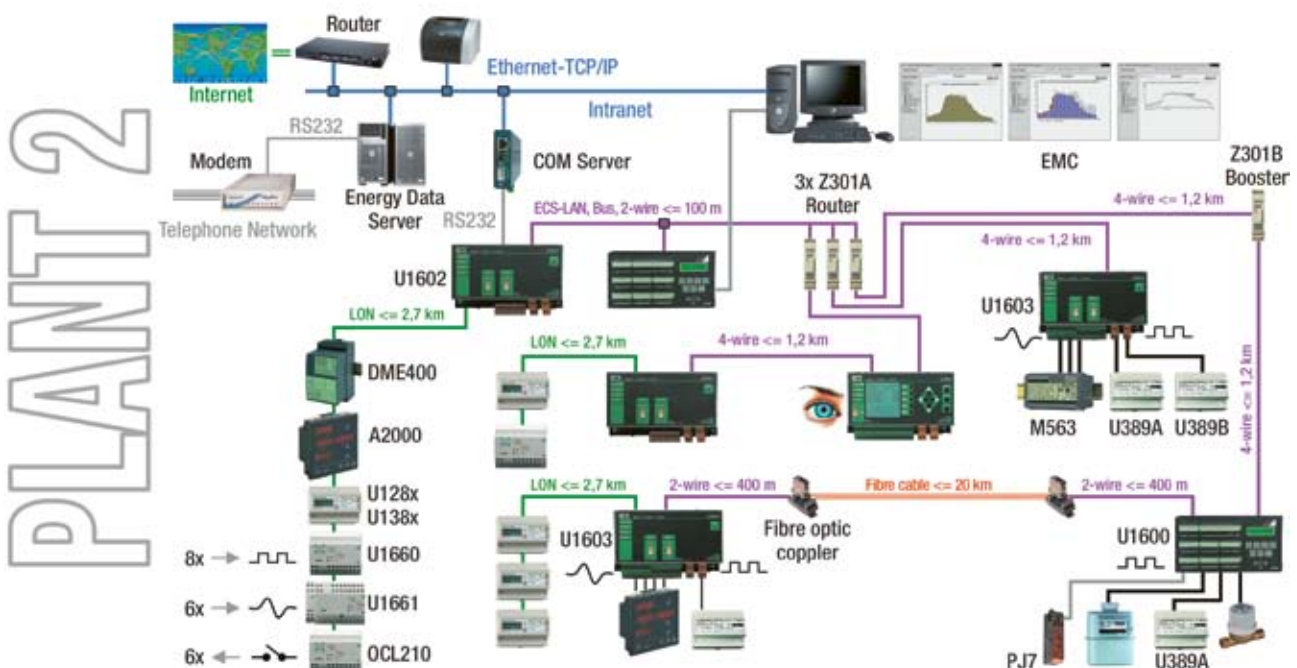 PLANT 2
Router
Internet
Ethernet-TCP/IP
Intranet
RS232
Modem
Telephone Network
Energy Data
Server
COM Server
RS232
EMC
Z301B
Booster
3x Z301A
Router
ECS-LAN, Bus, 2-wire <= 100 m
4-wire <= 1,2 km
4-wire <= 1,2 km
U1602
U1603
LON <= 2,7 km
LON <= 2,7 km
4-wire <= 1,2 km
4-wire <= 1,2 km
DME400
M563
U389A
U389B
A2000
LON <= 2,7 km
2-wire <= 400 m
Fibre cable <= 20 km
2-wire <= 400 m
U128x
U138x
U1603
Fibre optic
coppler
U1600
8x
U1660
6x
U1661
6x
OCL210
PJ7
U389A